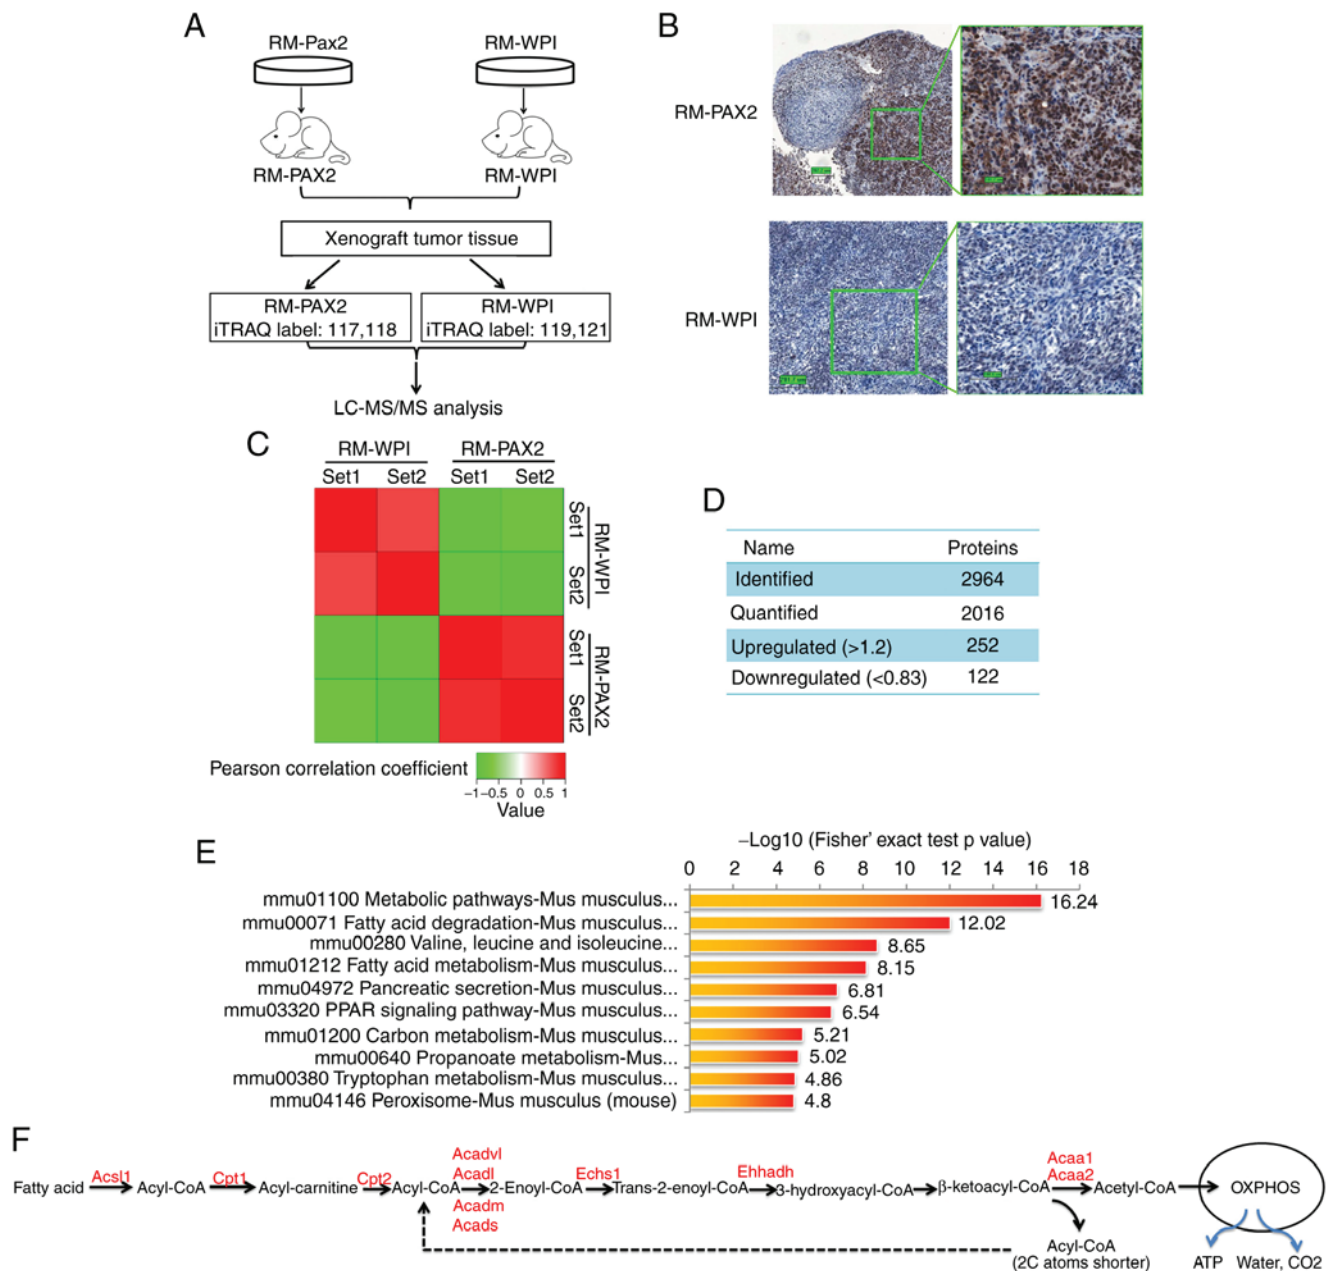 A
RM-Pax2
RM-WPI
RM-PAX2
RM-WPI
Xenograft tumor tissue
RM-PAX2
iTRAQ label: 117,118
RM-WPI
iTRAQ label: 119,121
LC-MS/MS analysis
B
RM-PAX2
RM-WPI
C
RM-WPI
RM-PAX2
Set1 Set2 Set1 Set2
Set1
Set2
RM-WPI
Set1
Set2
RM-PAX2
Pearson correlation coefficient
−1 −0.5 0 0.5 1
Value
D
Name Proteins
Identified 2964
Quantified 2016
Upregulated (>1.2) 252
Downregulated (<0.83) 122
E
−Log10 (Fisher' exact test p value)
0 2 4 6 8 10 12 14 16 18
mmu01100 Metabolic pathways-Mus musculus... 16.24
mmu00071 Fatty acid degradation-Mus musculus... 12.02
mmu00280 Valine, leucine and isoleucine... 8.65
mmu01212 Fatty acid metabolism-Mus musculus... 8.15
mmu04972 Pancreatic secretion-Mus musculus... 6.81
mmu03320 PPAR signaling pathway-Mus musculus... 6.54
mmu01200 Carbon metabolism-Mus musculus... 5.21
mmu00640 Propanoate metabolism-Mus... 5.02
mmu00380 Tryptophan metabolism-Mus musculus... 4.86
mmu04146 Peroxisome-Mus musculus (mouse) 4.8
F
Fatty acid
Acsl1
Acyl-CoA
Cpt1
Acyl-carnitine
Cpt2
Acyl-CoA
Acadvl
Acadl
Acadm
Acads
2-Enoyl-CoA
Echs1
Trans-2-enoyl-CoA
Ehhadh
3-hydroxyacyl-CoA
β-ketoacyl-CoA
Acaa1
Acaa2
Acetyl-CoA
OXPHOS
Acyl-CoA
(2C atoms shorter)
ATP
Water, CO2